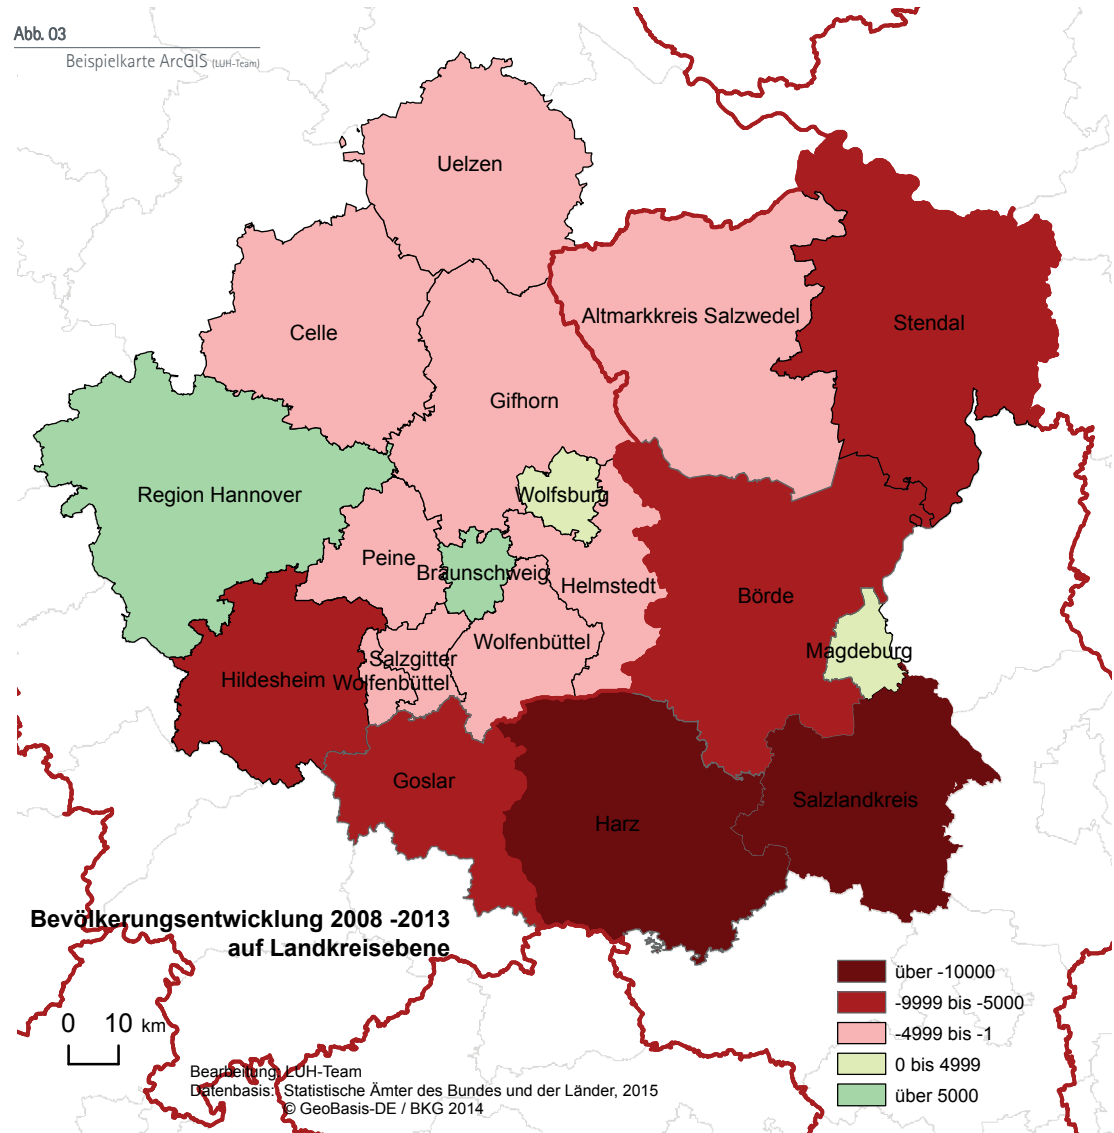 Abb. 03
Beispielkarte ArcGIS (LUH-Team)
Uelzen
Altmarkkreis Salzwedel
Stendal
Celle
Gifhorn
Region Hannover
Wolfsburg
Peine
Braunschweig
Helmstedt
Börde
Wolfenbüttel
Magdeburg
Salzgitter
Hildesheim
Wolfenbüttel
Goslar
Salzlandkreis
Harz
Bevölkerungsentwicklung 2008 -2013
auf Landkreisebene
über -10000
-9999 bis -5000
-4999 bis -1
0 bis 4999
über 5000
0 10 km
Bearbeitung: LUH-Team
Datenbasis: Statistische Ämter des Bundes und der Länder, 2015
© GeoBasis-DE / BKG 2014